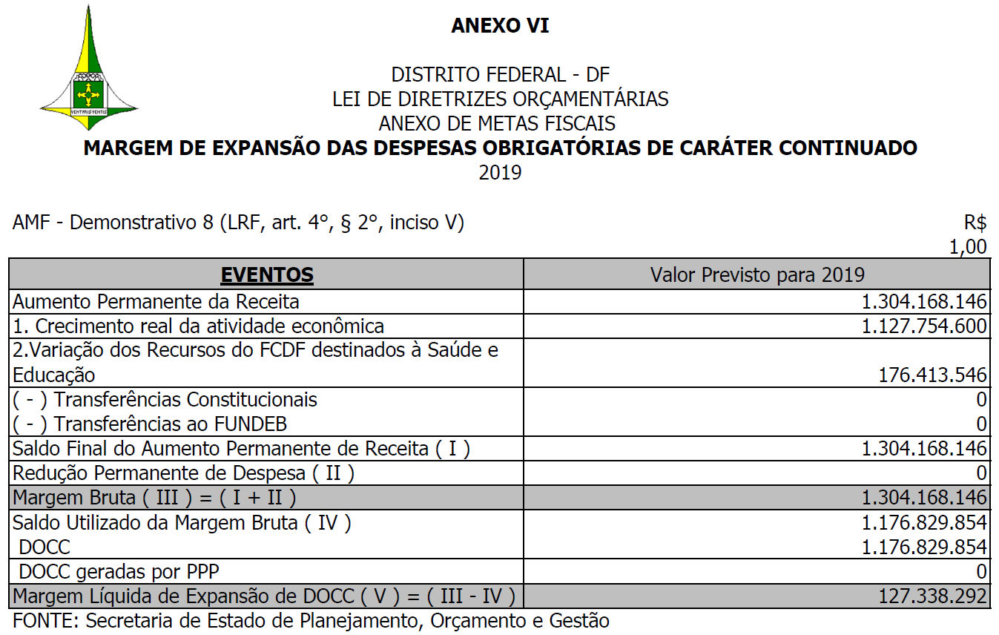 VENTVRIS VENTIS
ANEXO VI
DISTRITO FEDERAL - DF
LEI DE DIRETRIZES ORÇAMENTÁRIAS
ANEXO DE METAS FISCAIS
MARGEM DE EXPANSÃO DAS DESPESAS OBRIGATÓRIAS DE CARÁTER CONTINUADO
2019
AMF - Demonstrativo 8 (LRF, art. 4°, § 2°, inciso V) R$
1,00
EVENTOS Valor Previsto para 2019
Aumento Permanente da Receita 1.304.168.146
1. Crecimento real da atividade econômica 1.127.754.600
2.Variação dos Recursos do FCDF destinados à Saúde e
Educação 176.413.546
( - ) Transferências Constitucionais 0
( - ) Transferências ao FUNDEB 0
Saldo Final do Aumento Permanente de Receita ( I ) 1.304.168.146
Redução Permanente de Despesa ( II ) 0
Margem Bruta ( III ) = ( I + II ) 1.304.168.146
Saldo Utilizado da Margem Bruta ( IV ) 1.176.829.854
DOCC 1.176.829.854
DOCC geradas por PPP 0
Margem Líquida de Expansão de DOCC ( V ) = ( III - IV ) 127.338.292
FONTE: Secretaria de Estado de Planejamento, Orçamento e Gestão